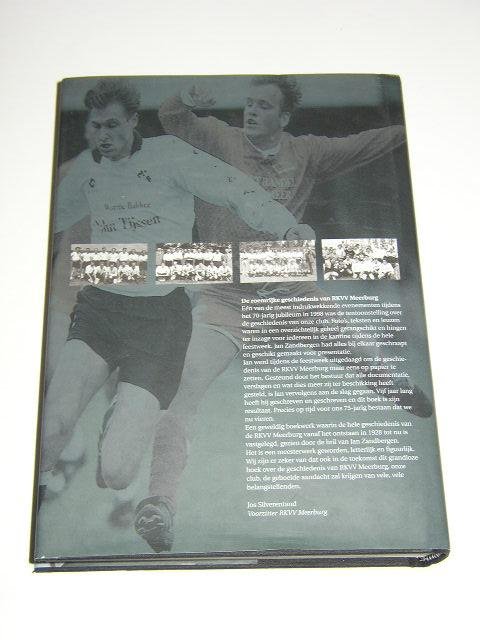 Warme Bakker
Van Tijssen
De roemrijke geschiedenis van RKVV Meerburg
Eén van de meest indrukwekkende evenementen tijdens
het 70-jarig jubileum in 1998 was de tentoonstelling over
de geschiedenis van onze club. Foto's, teksten en leuzen
waren in een overzichtelijk geheel gerangschikt en hingen
ter inzage voor iedereen in de kantine tijdens de hele
feestweek. Jan Zandbergen had alles bij elkaar geschraapt
en geschikt gemaakt voor presentatie.
Jan werd tijdens de feestweek uitgedaagd om de geschie-
denis van de RKVV Meerburg maar eens op papier te
zetten. Gesteund door het bestuur dat alle documentatie,
verslagen en wat dies meer zij ter beschikking heeft
gesteld, is Jan vervolgens aan de slag gegaan. Vijf jaar lang
heeft hij geschreven en geschreven en dit boek is zijn
resultaat. Precies op tijd voor ons 75-jarig bestaan dat we
nu vieren.
Een geweldig boekwerk waarin de hele geschiedenis van
de RKVV Meerburg vanaf het ontstaan in 1928 tot nu is
vastgelegd, gezien door de bril van Jan Zandbergen.
Het is een meesterwerk geworden, letterlijk en figuurlijk.
Wij zijn er zeker van dat ook in de toekomst dit grandioze
boek over de geschiedenis van RKVV Meerburg, onze
club, de geboeide aandacht zal krijgen van vele, vele
belangstellenden.
Jos Silverentand
Voorzitter RKVV Meerburg